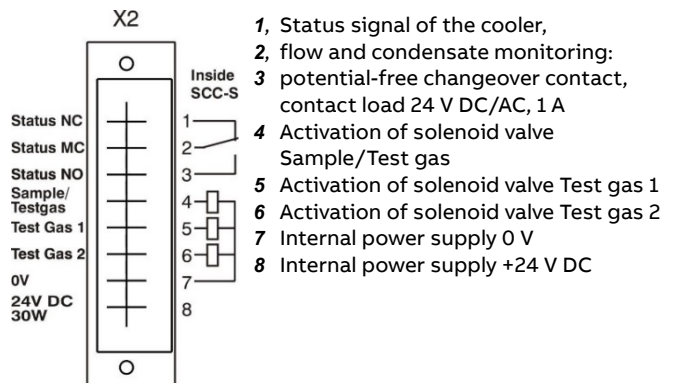 X2
Inside
SCC-S
Status NC
Status MC
Status NO
Sample/
Testgas
Test Gas 1
Test Gas 2
0V
24V DC
30W
1
2
3
4
5
6
7
8
1, Status signal of the cooler,
2, flow and condensate monitoring:
3 potential-free changeover contact,
contact load 24 V DC/AC, 1 A
4 Activation of solenoid valve
Sample/Test gas
5 Activation of solenoid valve Test gas 1
6 Activation of solenoid valve Test gas 2
7 Internal power supply 0 V
8 Internal power supply +24 V DC